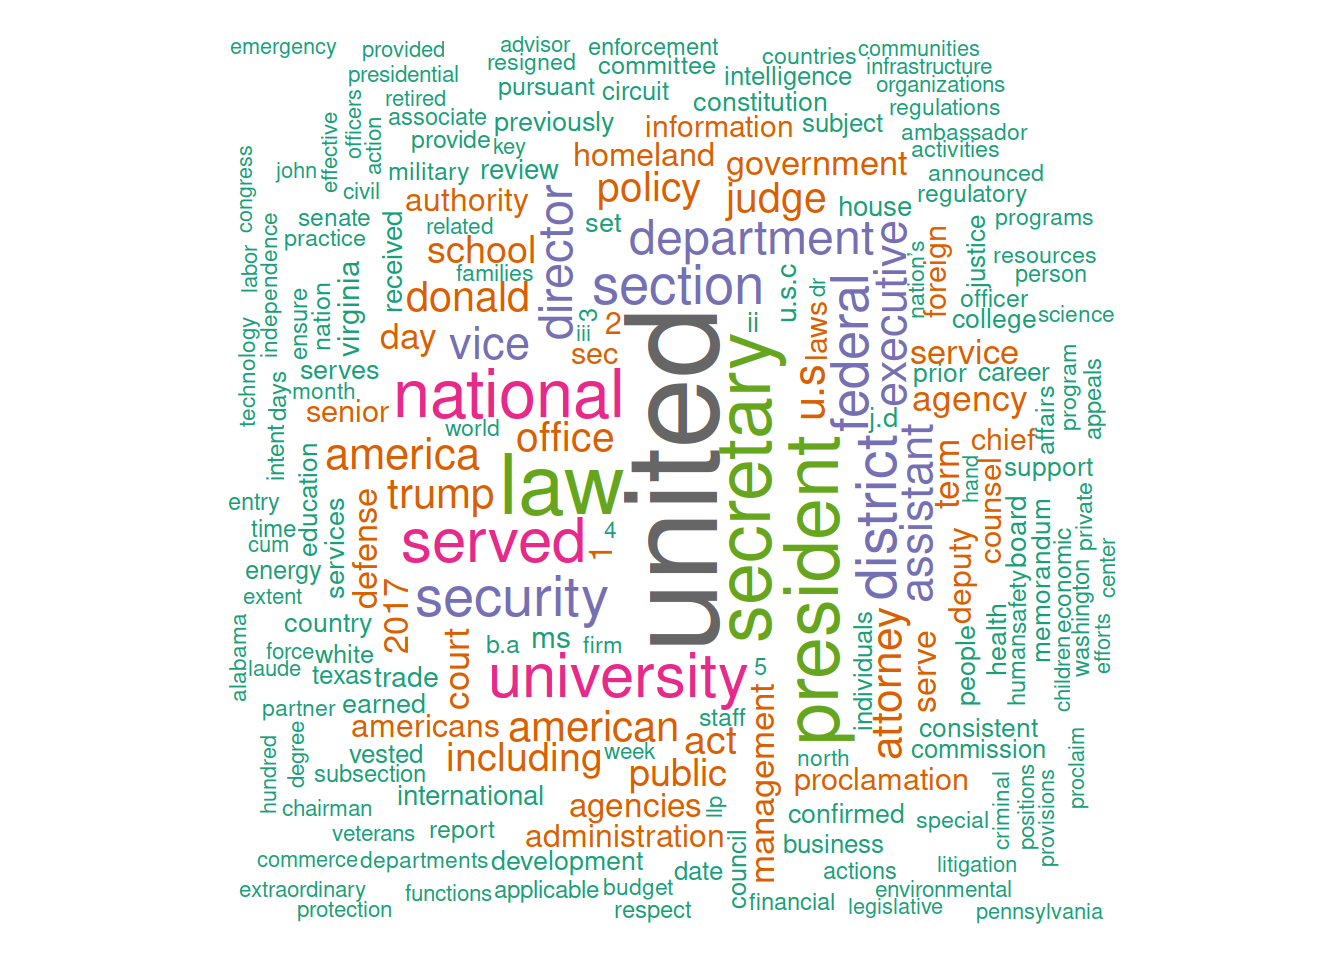 emergency
provided
advisor
enforcement
countries
communities
presidential
resigned
committee
intelligence
infrastructure
retired
pursuant
circuit
constitution
organizations
officers
associate
previously
information
subject
regulations
effective
action
provide
key
homeland
government
ambassador
congress
john
military
review
policy
judge
activities
civil
authority
director
house
announced
regulatory
senate
related
set
department
executive
programs
practice
received
school
section
foreign
justice
resources
labor
independence
families
u.s.c
dr
nation's
person
ensure
nation
virginia
donald
3
2
ii
laws
federal
officer
college
science
technology
day
vice
iii
sec
united
secretary
u.s
service
serves
month
national
prior
career
program
appeals
days
senior
world
office
president
j.d
agency
affairs
intent
america
law
district
assistant
term
chief
support
education
trump
hand
counsel
entry
time
cum
services
defense
served
1
4
deputy
board
memorandum
private
energy
extent
2017
security
safety
economic
center
alabama
country
court
b.a
ms
firm
attorney
serve
people
health
human
children
washington
efforts
force
white
laude
texas
trade
university
5
individuals
partner
earned
americans
american
staff
management
consistent
hundred
degree
vested
including
week
act
north
commission
subsection
public
proclamation
proclaim
chairman
international
agencies
llp
confirmed
special
criminal
positions
provisions
veterans
report
administration
council
business
commerce
departments
development
date
actions
litigation
extraordinary
functions
applicable
budget
financial
environmental
protection
respect
legislative
pennsylvania